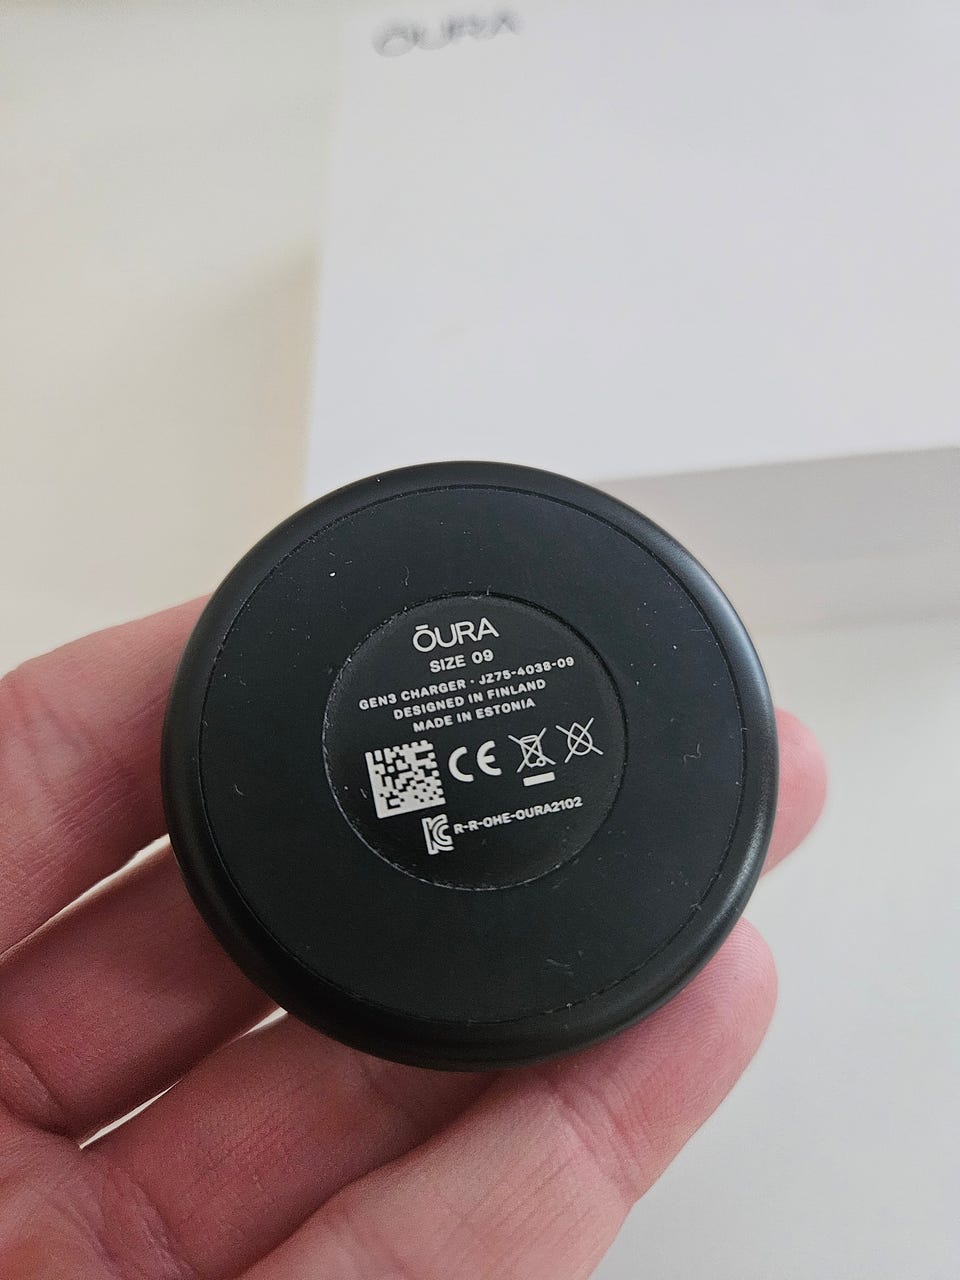 ŌURA
ŌURA
SIZE 09
GEN3 CHARGER · JZ75-4038-09
DESIGNED IN FINLAND
MADE IN ESTONIA
CE
R-R-OHE-OURA2102